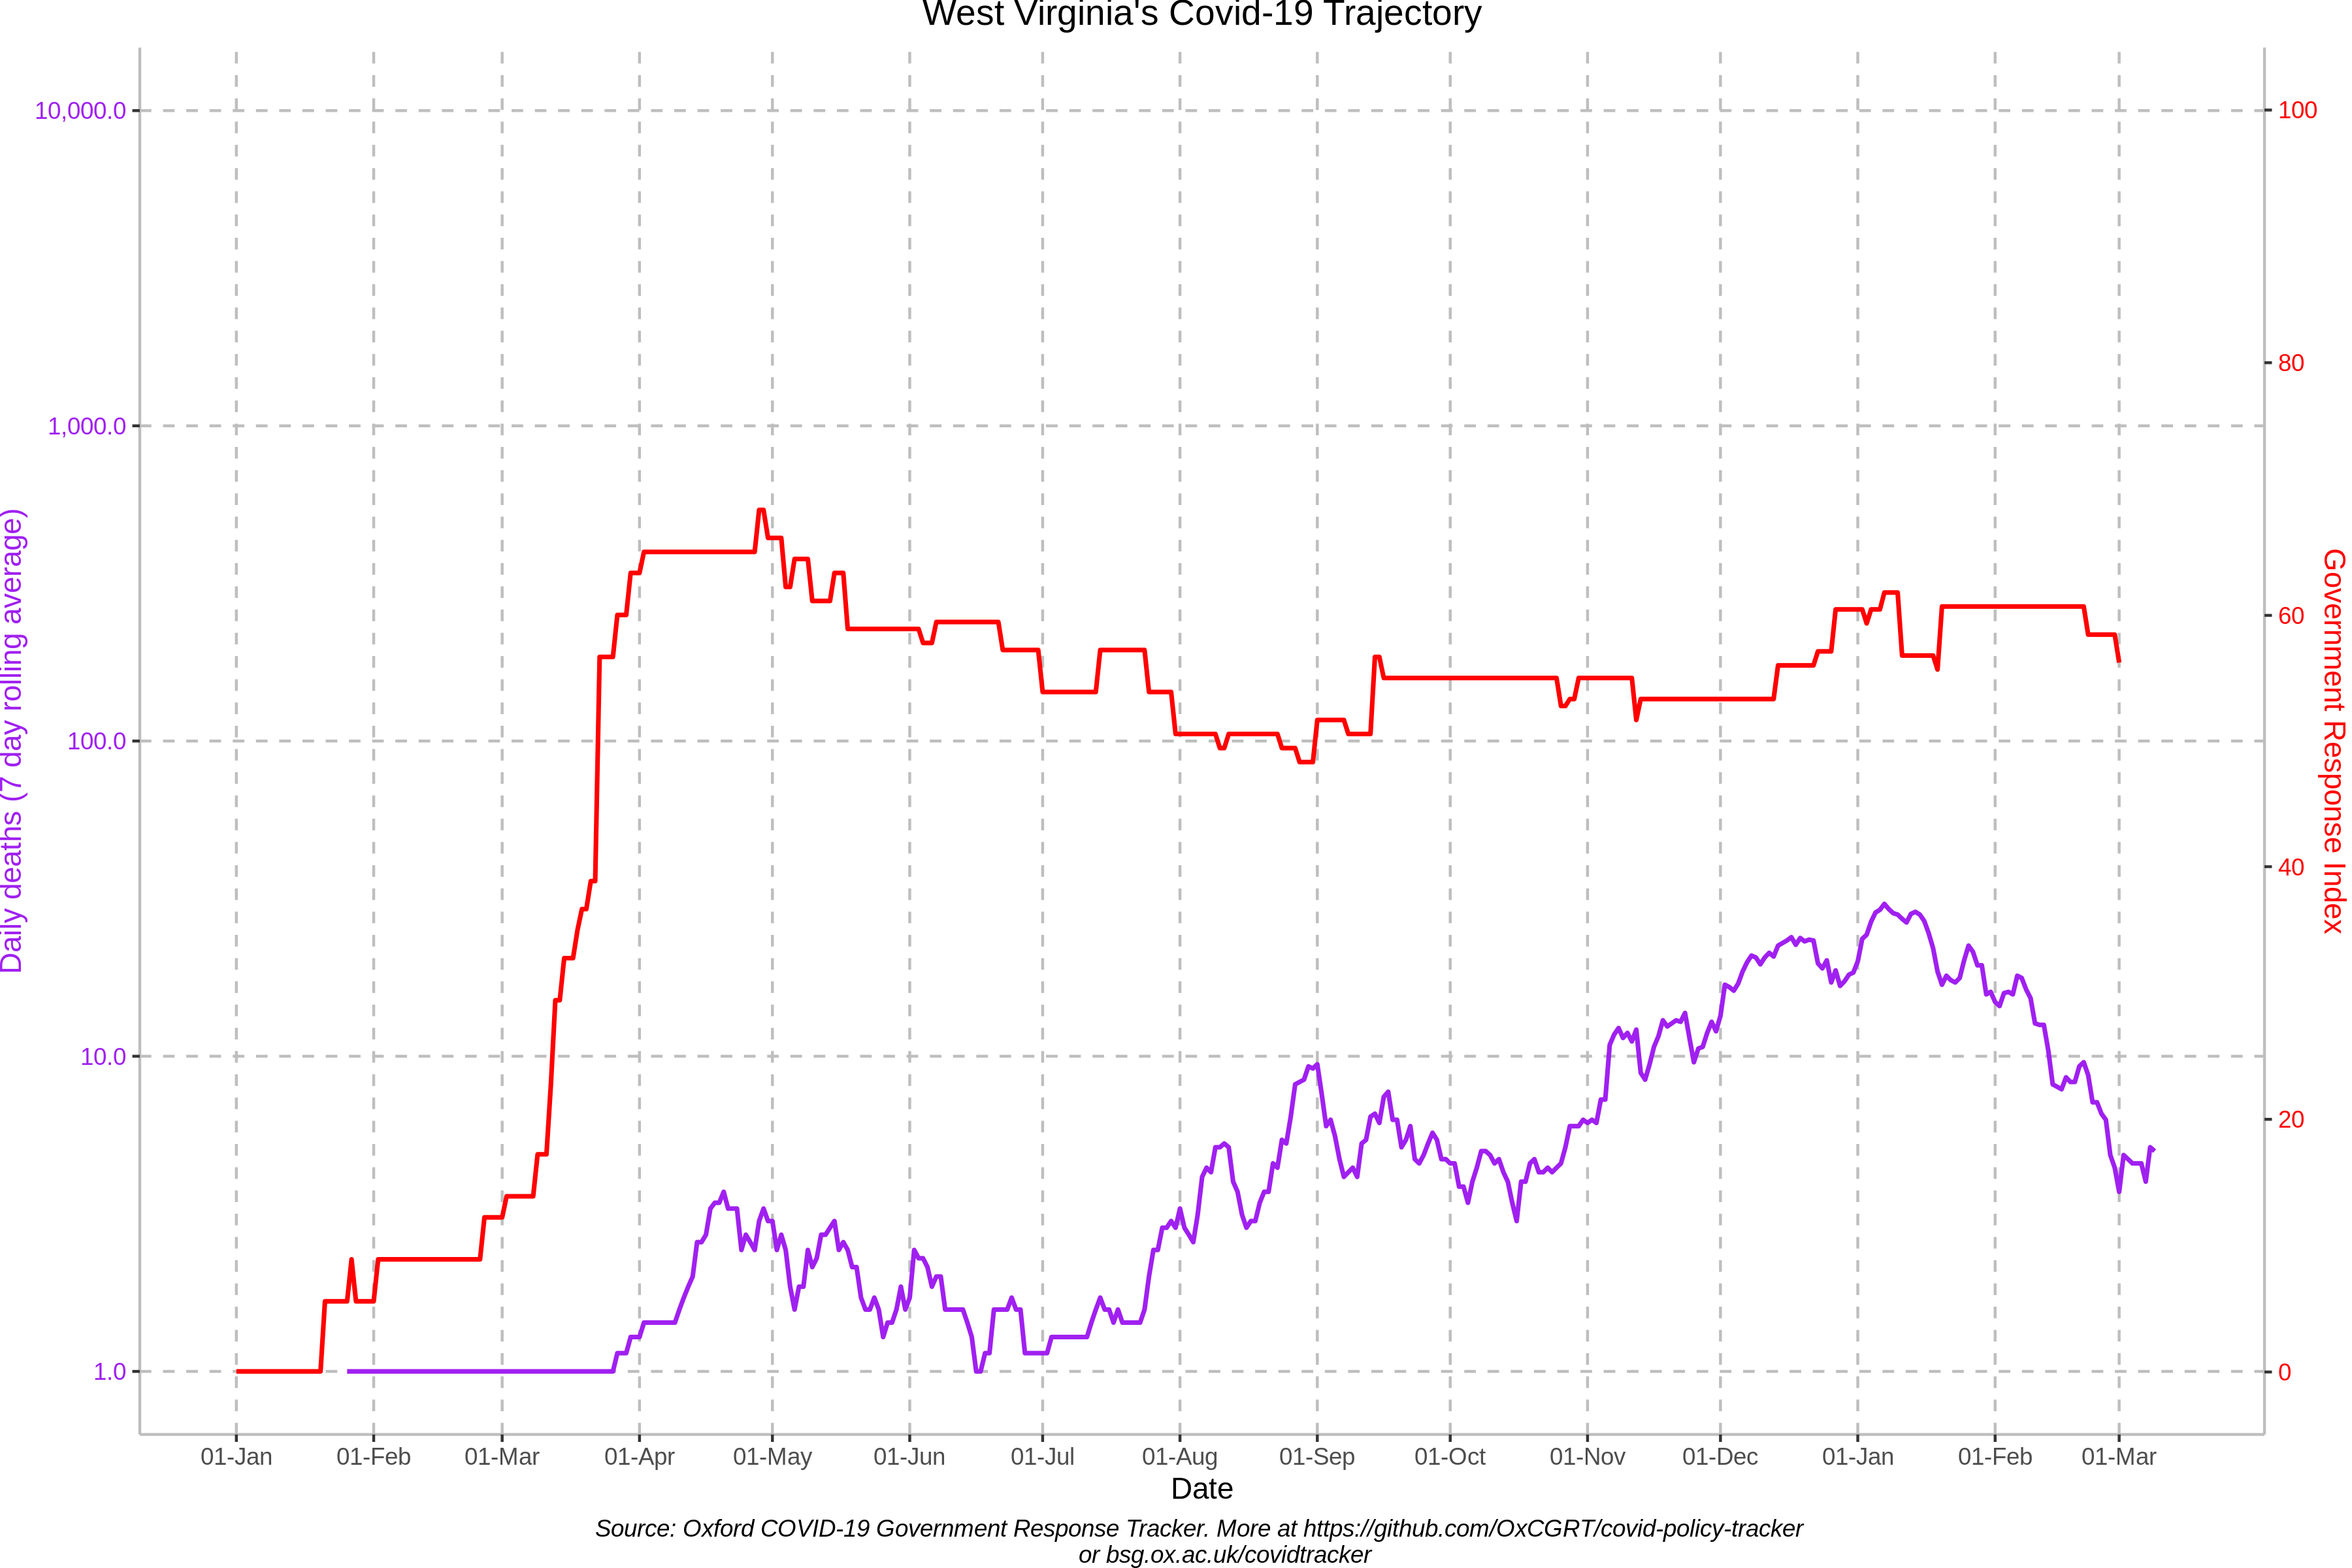 West Virginia's Covid-19 Trajectory
10,000.0
1,000.0
100.0
10.0
1.0
Daily deaths (7 day rolling average)
100
80
60
40
20
0
Government Response Index
01-Jan 01-Feb 01-Mar 01-Apr 01-May 01-Jun 01-Jul 01-Aug 01-Sep 01-Oct 01-Nov 01-Dec 01-Jan 01-Feb 01-Mar
Date
Source: Oxford COVID-19 Government Response Tracker. More at https://github.com/OxCGRT/covid-policy-tracker
or bsg.ox.ac.uk/covidtracker